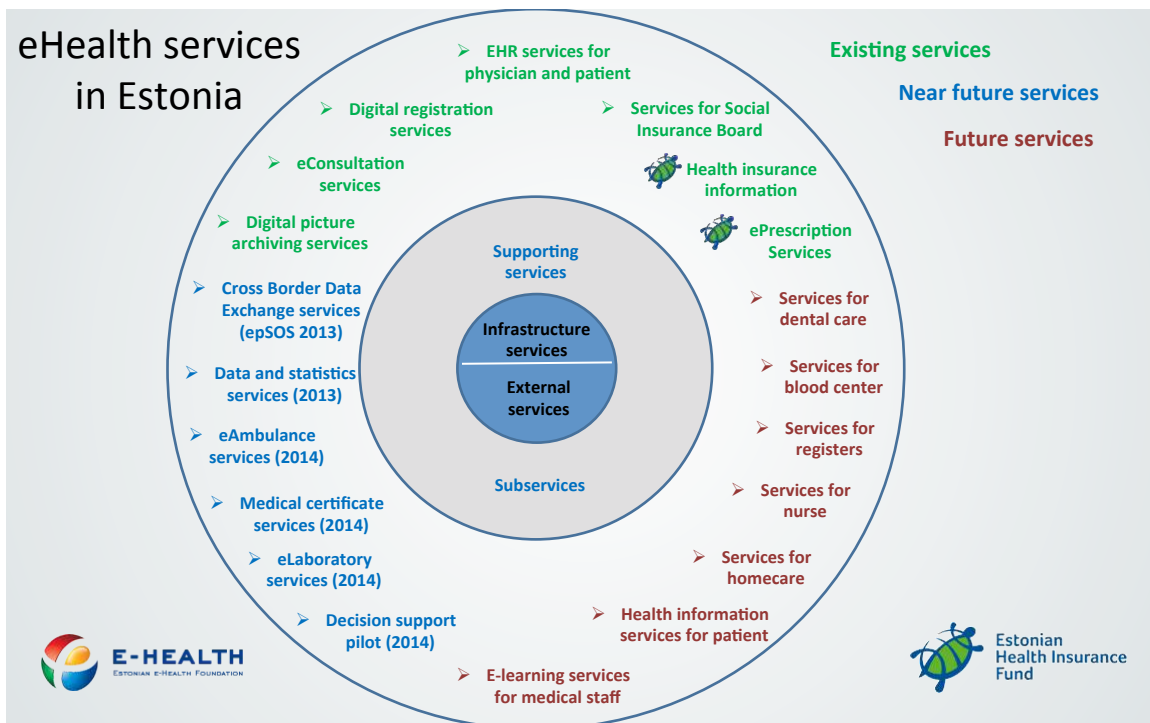 eHealth services
in Estonia
EHR services for
physician and patient
Digital registration
services
eConsultation
services
Digital picture
archiving services
Cross Border Data
Exchange services
(epSOS 2013)
Data and statistics
services (2013)
eAmbulance
services (2014)
Medical certificate
services (2014)
eLaboratory
services (2014)
Decision support
pilot (2014)
Services for Social
Insurance Board
Health insurance
information
ePrescription
Services
Services for
dental care
Services for
blood center
Services for
registers
Services for
nurse
Services for
homecare
Health information
services for patient
E-learning services
for medical staff
Supporting
services
Infrastructure
services
External
services
Subservices
Existing services
Near future services
Future services
E-HEALTH
ESTONIAN E-HEALTH FOUNDATION
Estonian
Health Insurance
Fund